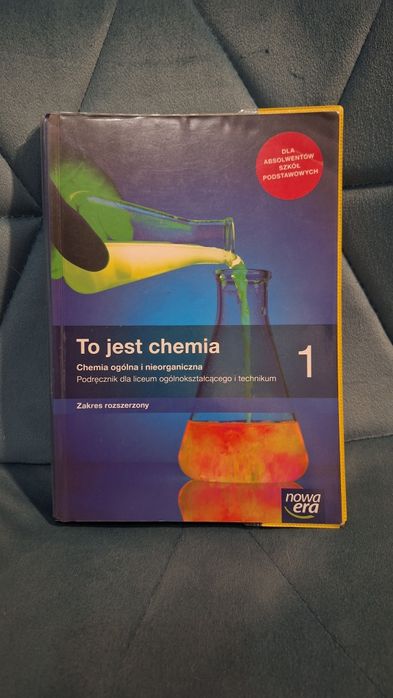 DLA
ABSOLWENTÓW
SZKÓŁ
PODSTAWOWYCH
To jest chemia
1
Chemia ogólna i nieorganiczna
Podręcznik dla liceum ogólnokształcącego i technikum
Zakres rozszerzony
nowa
era